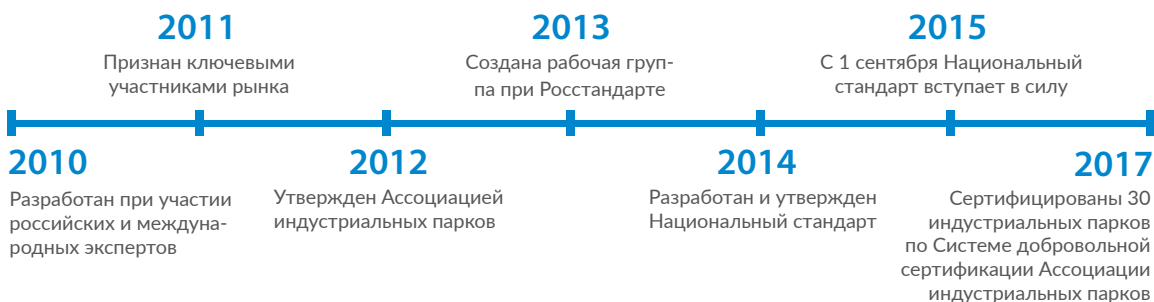 2011
Признан ключевыми
участниками рынка
2013
Создана рабочая груп-
па при Росстандарте
2015
С 1 сентября Национальный
стандарт вступает в силу
2010
Разработан при участии
российских и междуна-
родных экспертов
2012
Утвержден Ассоциацией
индустриальных парков
2014
Разработан и утвержден
Национальный стандарт
2017
Сертифицированы 30
индустриальных парков
по Системе добровольной
сертификации Ассоциации
индустриальных парков